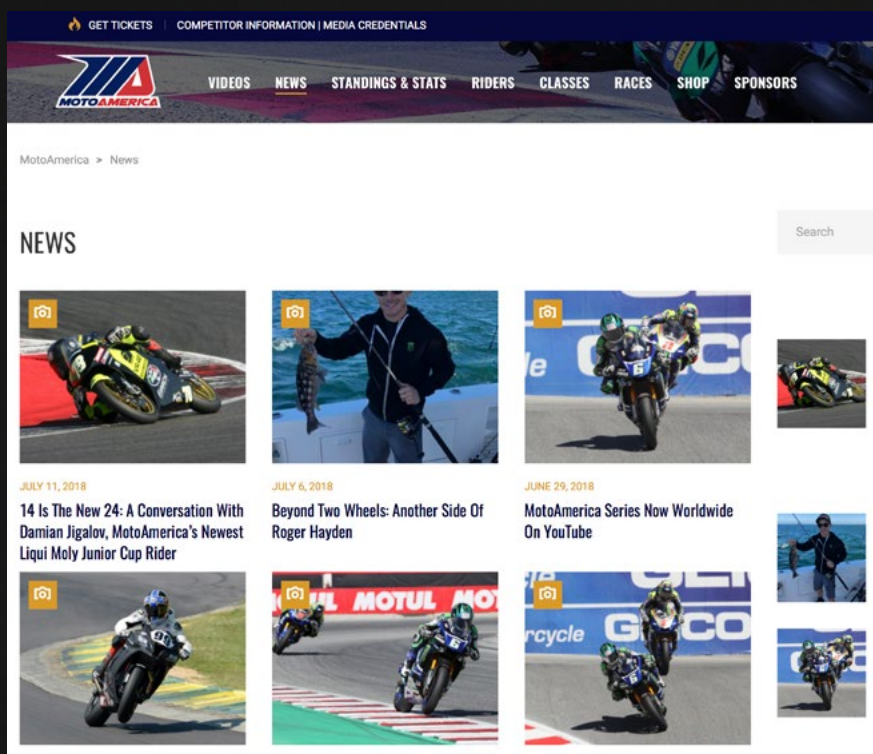 GET TICKETS COMPETITOR INFORMATION | MEDIA CREDENTIALS
MOTOAMERICA
VIDEOS NEWS STANDINGS & STATS RIDERS CLASSES RACES SHOP SPONSORS
MotoAmerica > News
NEWS
Search
JULY 11, 2018
14 Is The New 24: A Conversation With
Damian Jigalov, MotoAmerica's Newest
Liqui Moly Junior Cup Rider
JULY 6, 2018
Beyond Two Wheels: Another Side Of
Roger Hayden
JUNE 29, 2018
MotoAmerica Series Now Worldwide
On YouTube
MOTUL
GEICO